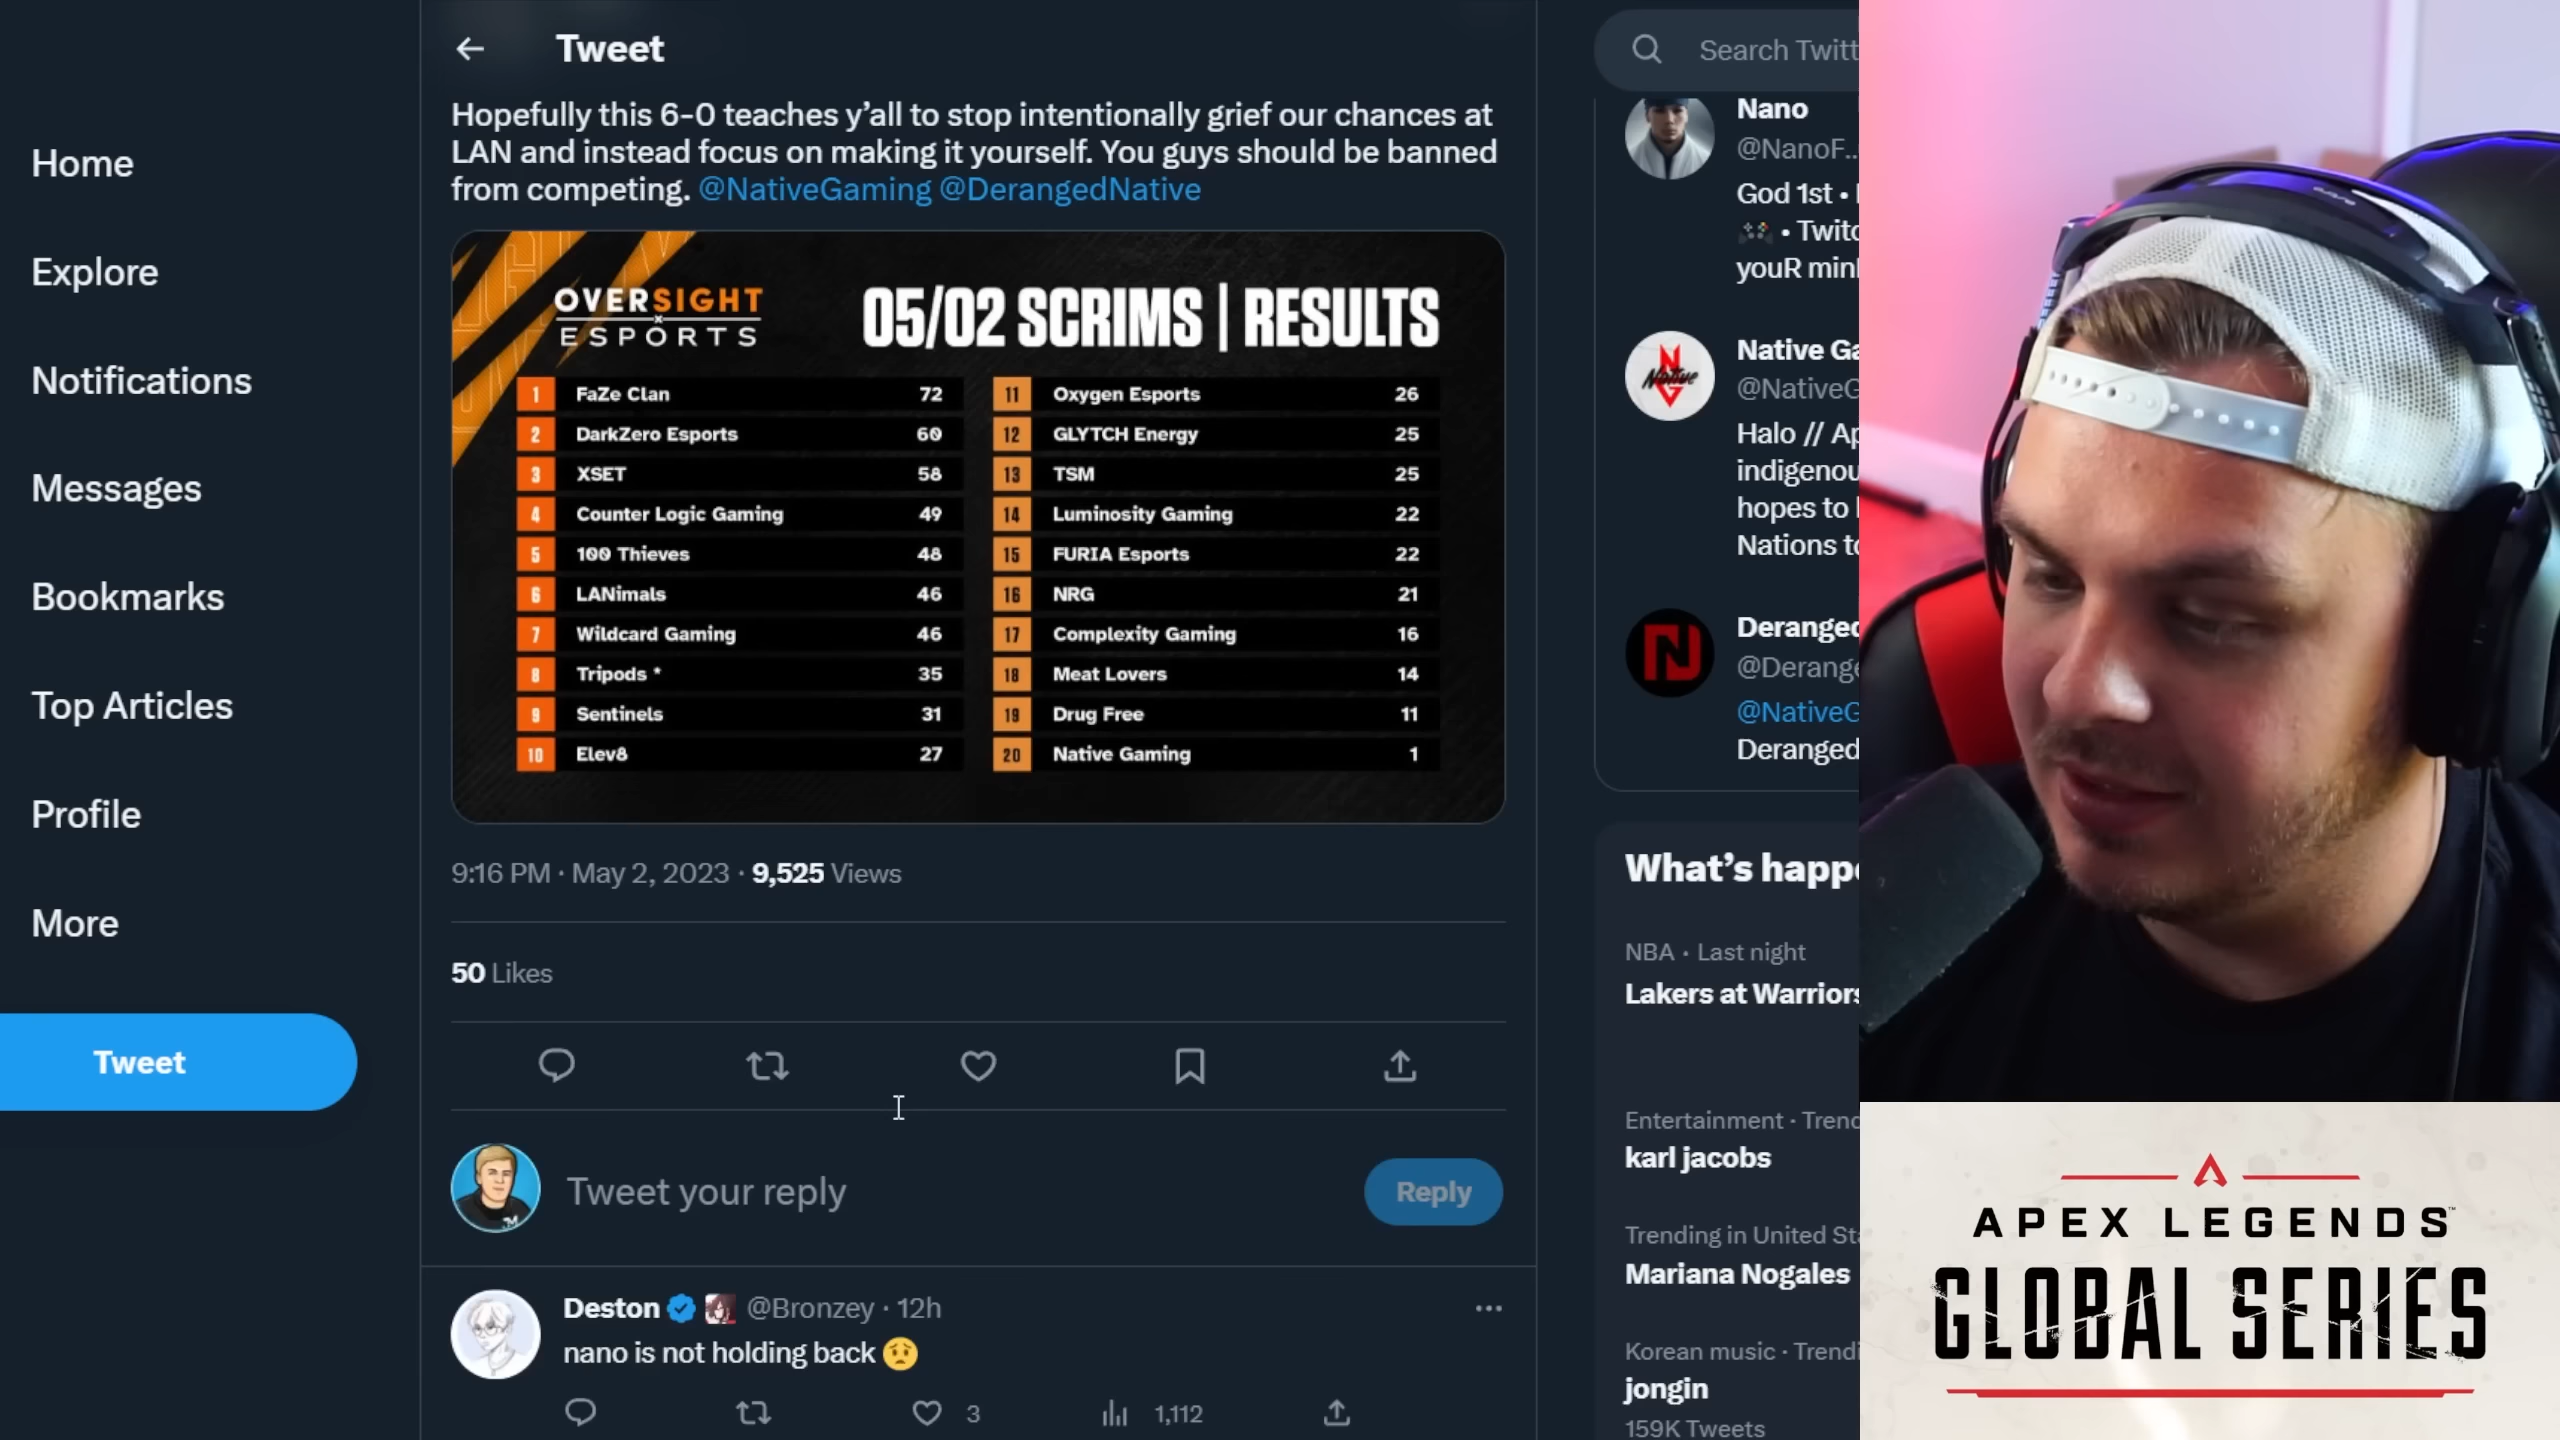 Tweet
Search Twitt
Home
Explore
Notifications
Messages
Bookmarks
Top Articles
Profile
More
Tweet
Hopefully this 6-0 teaches y'all to stop intentionally grief our chances at
LAN and instead focus on making it yourself. You guys should be banned
from competing. @NativeGaming @DerangedNative
OVERSIGHT
x
ESPORTS
05/02 SCRIMS | RESULTS
1 FaZe Clan 72
2 DarkZero Esports 60
3 XSET 58
4 Counter Logic Gaming 49
5 100 Thieves 48
6 LANimals 46
7 Wildcard Gaming 46
8 Tripods * 35
9 Sentinels 31
10 Elev8 27
11 Oxygen Esports 26
12 GLYTCH Energy 25
13 TSM 25
14 Luminosity Gaming 22
15 FURIA Esports 22
16 NRG 21
17 Complexity Gaming 16
18 Meat Lovers 14
19 Drug Free 11
20 Native Gaming 1
9:16 PM · May 2, 2023 · 9,525 Views
50 Likes
Tweet your reply
Reply
Deston @Bronzey · 12h
nano is not holding back 😟
3 1,112
Nano
@NanoF..
God 1st •
🎮 • Twitc
youR min
Native Ga
@NativeG
Halo // Ap
indigenou
hopes to
Nations to
Native
Deranged
@Derange
@NativeG
Deranged
What's happe
NBA · Last night
Lakers at Warriors
Entertainment · Trend
karl jacobs
Trending in United Sta
Mariana Nogales
Korean music · Trendi
jongin
159K Tweets
APEX LEGENDS™
GLOBAL SERIES